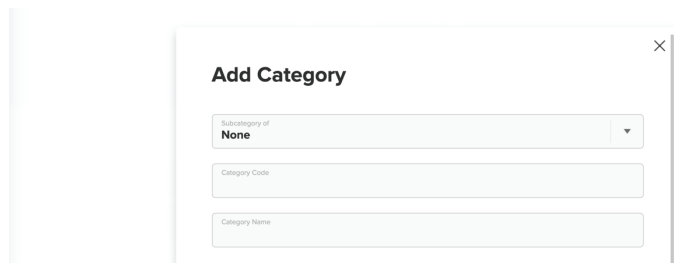 Add Category
Subcategory of
None
Category Code
Category Name